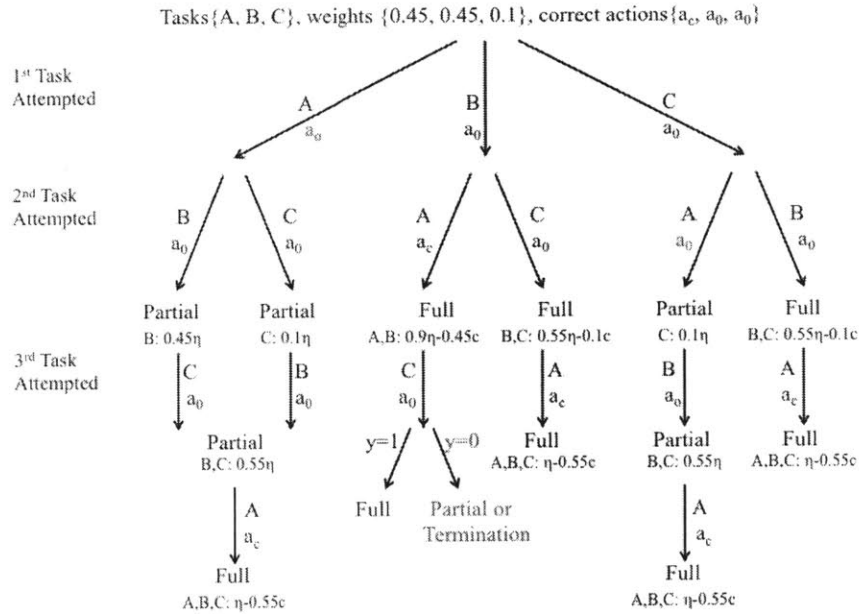 Tasks{A, B, C}, weights {0.45, 0.45, 0.1}, correct actions{a_c, a_0, a_0}
1st Task
Attempted
A
a_0
B
a_0
C
a_0
2nd Task
Attempted
B
a_0
C
a_0
A
a_c
C
a_0
A
a_0
B
a_0
Partial
B: 0.45η
Partial
C: 0.1η
Full
A,B: 0.9η-0.45c
Full
B,C: 0.55η-0.1c
Partial
C: 0.1η
Full
B,C: 0.55η-0.1c
3rd Task
Attempted
C
a_0
B
a_0
C
a_0
A
a_c
B
a_0
A
a_c
Partial
B,C: 0.55η
y=1
y=0
Full
A,B,C: η-0.55c
Partial
B,C: 0.55η
Full
A,B,C: η-0.55c
A
a_c
Full
Partial or
Termination
A
a_c
Full
A,B,C: η-0.55c
Full
A,B,C: η-0.55c